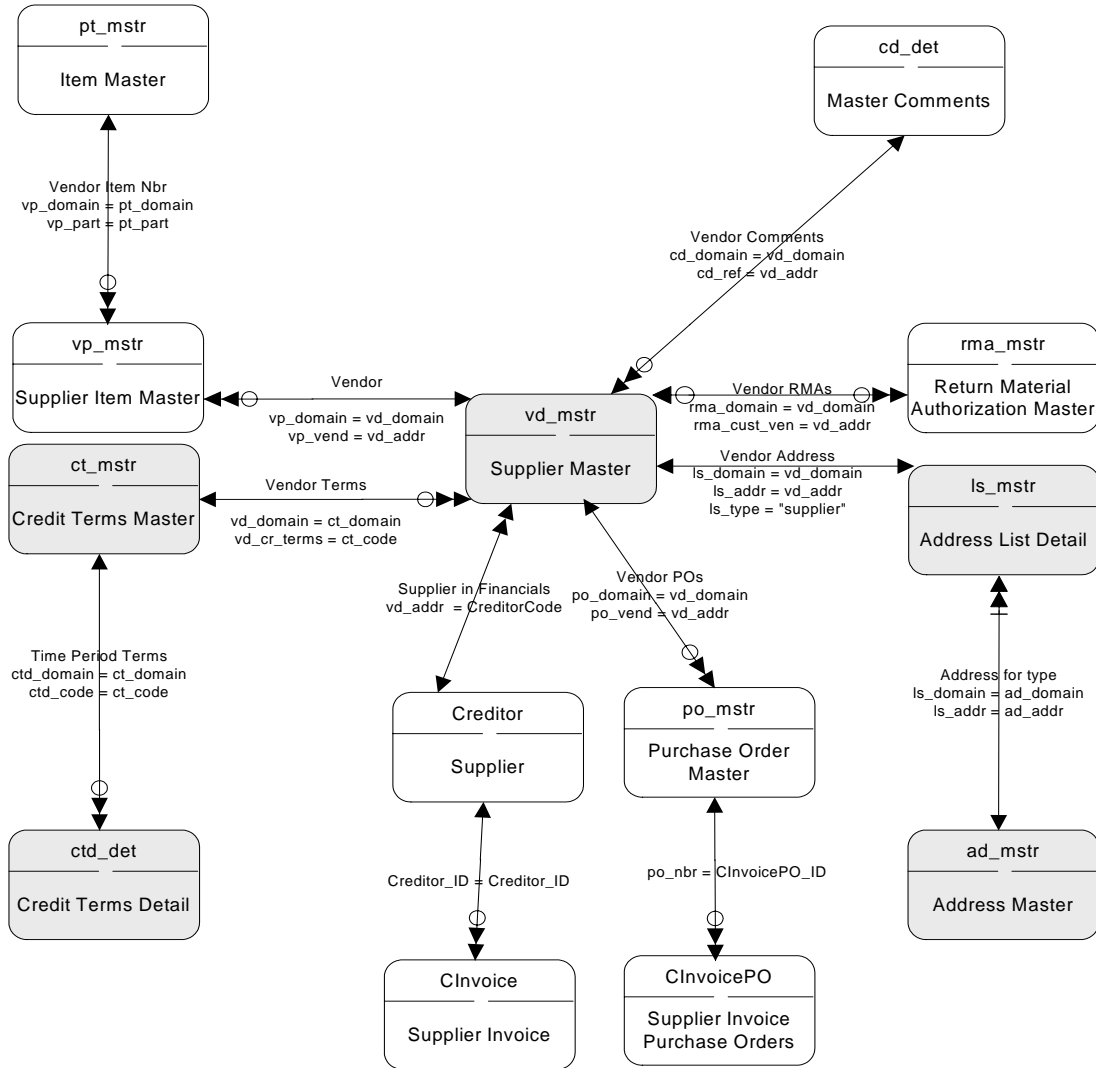 pt_mstr
Item Master
cd_det
Master Comments
Vendor Item Nbr
vp_domain = pt_domain
vp_part = pt_part
Vendor Comments
cd_domain = vd_domain
cd_ref = vd_addr
vp_mstr
Supplier Item Master
Vendor
vp_domain = vd_domain
vp_vend = vd_addr
vd_mstr
Supplier Master
Vendor RMAs
rma_domain = vd_domain
rma_cust_ven = vd_addr
rma_mstr
Return Material
Authorization Master
ct_mstr
Credit Terms Master
Vendor Terms
vd_domain = ct_domain
vd_cr_terms = ct_code
Vendor Address
ls_domain = vd_domain
ls_addr = vd_addr
ls_type = "supplier"
ls_mstr
Address List Detail
Supplier in Financials
vd_addr = CreditorCode
Vendor POs
po_domain = vd_domain
po_vend = vd_addr
Time Period Terms
ctd_domain = ct_domain
ctd_code = ct_code
Address for type
ls_domain = ad_domain
ls_addr = ad_addr
Creditor
Supplier
po_mstr
Purchase Order
Master
ctd_det
Credit Terms Detail
Creditor_ID = Creditor_ID
po_nbr = CInvoicePO_ID
ad_mstr
Address Master
CInvoice
Supplier Invoice
CInvoicePO
Supplier Invoice
Purchase Orders